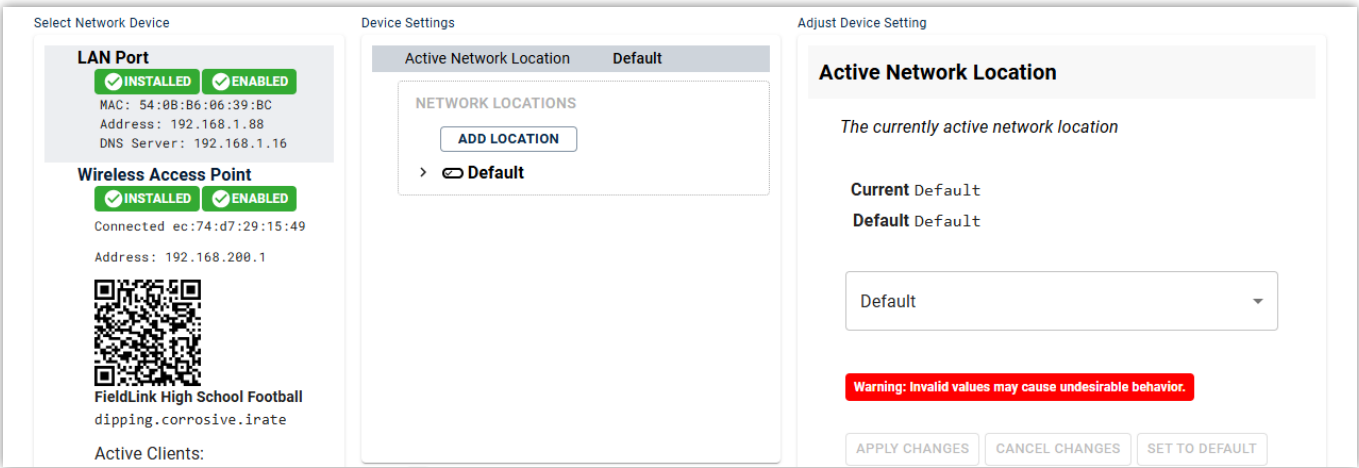 Select Network Device
LAN Port
INSTALLED ENABLED
MAC: 54:0B:B6:06:39:BC
Address: 192.168.1.88
DNS Server: 192.168.1.16
Wireless Access Point
INSTALLED ENABLED
Connected ec:74:d7:29:15:49
Address: 192.168.200.1
FieldLink High School Football
dipping.corrosive.irate
Active Clients:
Device Settings
Active Network Location Default
NETWORK LOCATIONS
ADD LOCATION
Default
Adjust Device Setting
Active Network Location
The currently active network location
Current Default
Default Default
Default
Warning: Invalid values may cause undesirable behavior.
APPLY CHANGES CANCEL CHANGES SET TO DEFAULT